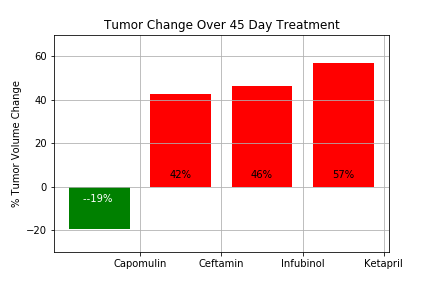 Tumor Change Over 45 Day Treatment
% Tumor Volume Change
60
40
20
0
−20
--19%
42%
46%
57%
Capomulin
Ceftamin
Infubinol
Ketapril